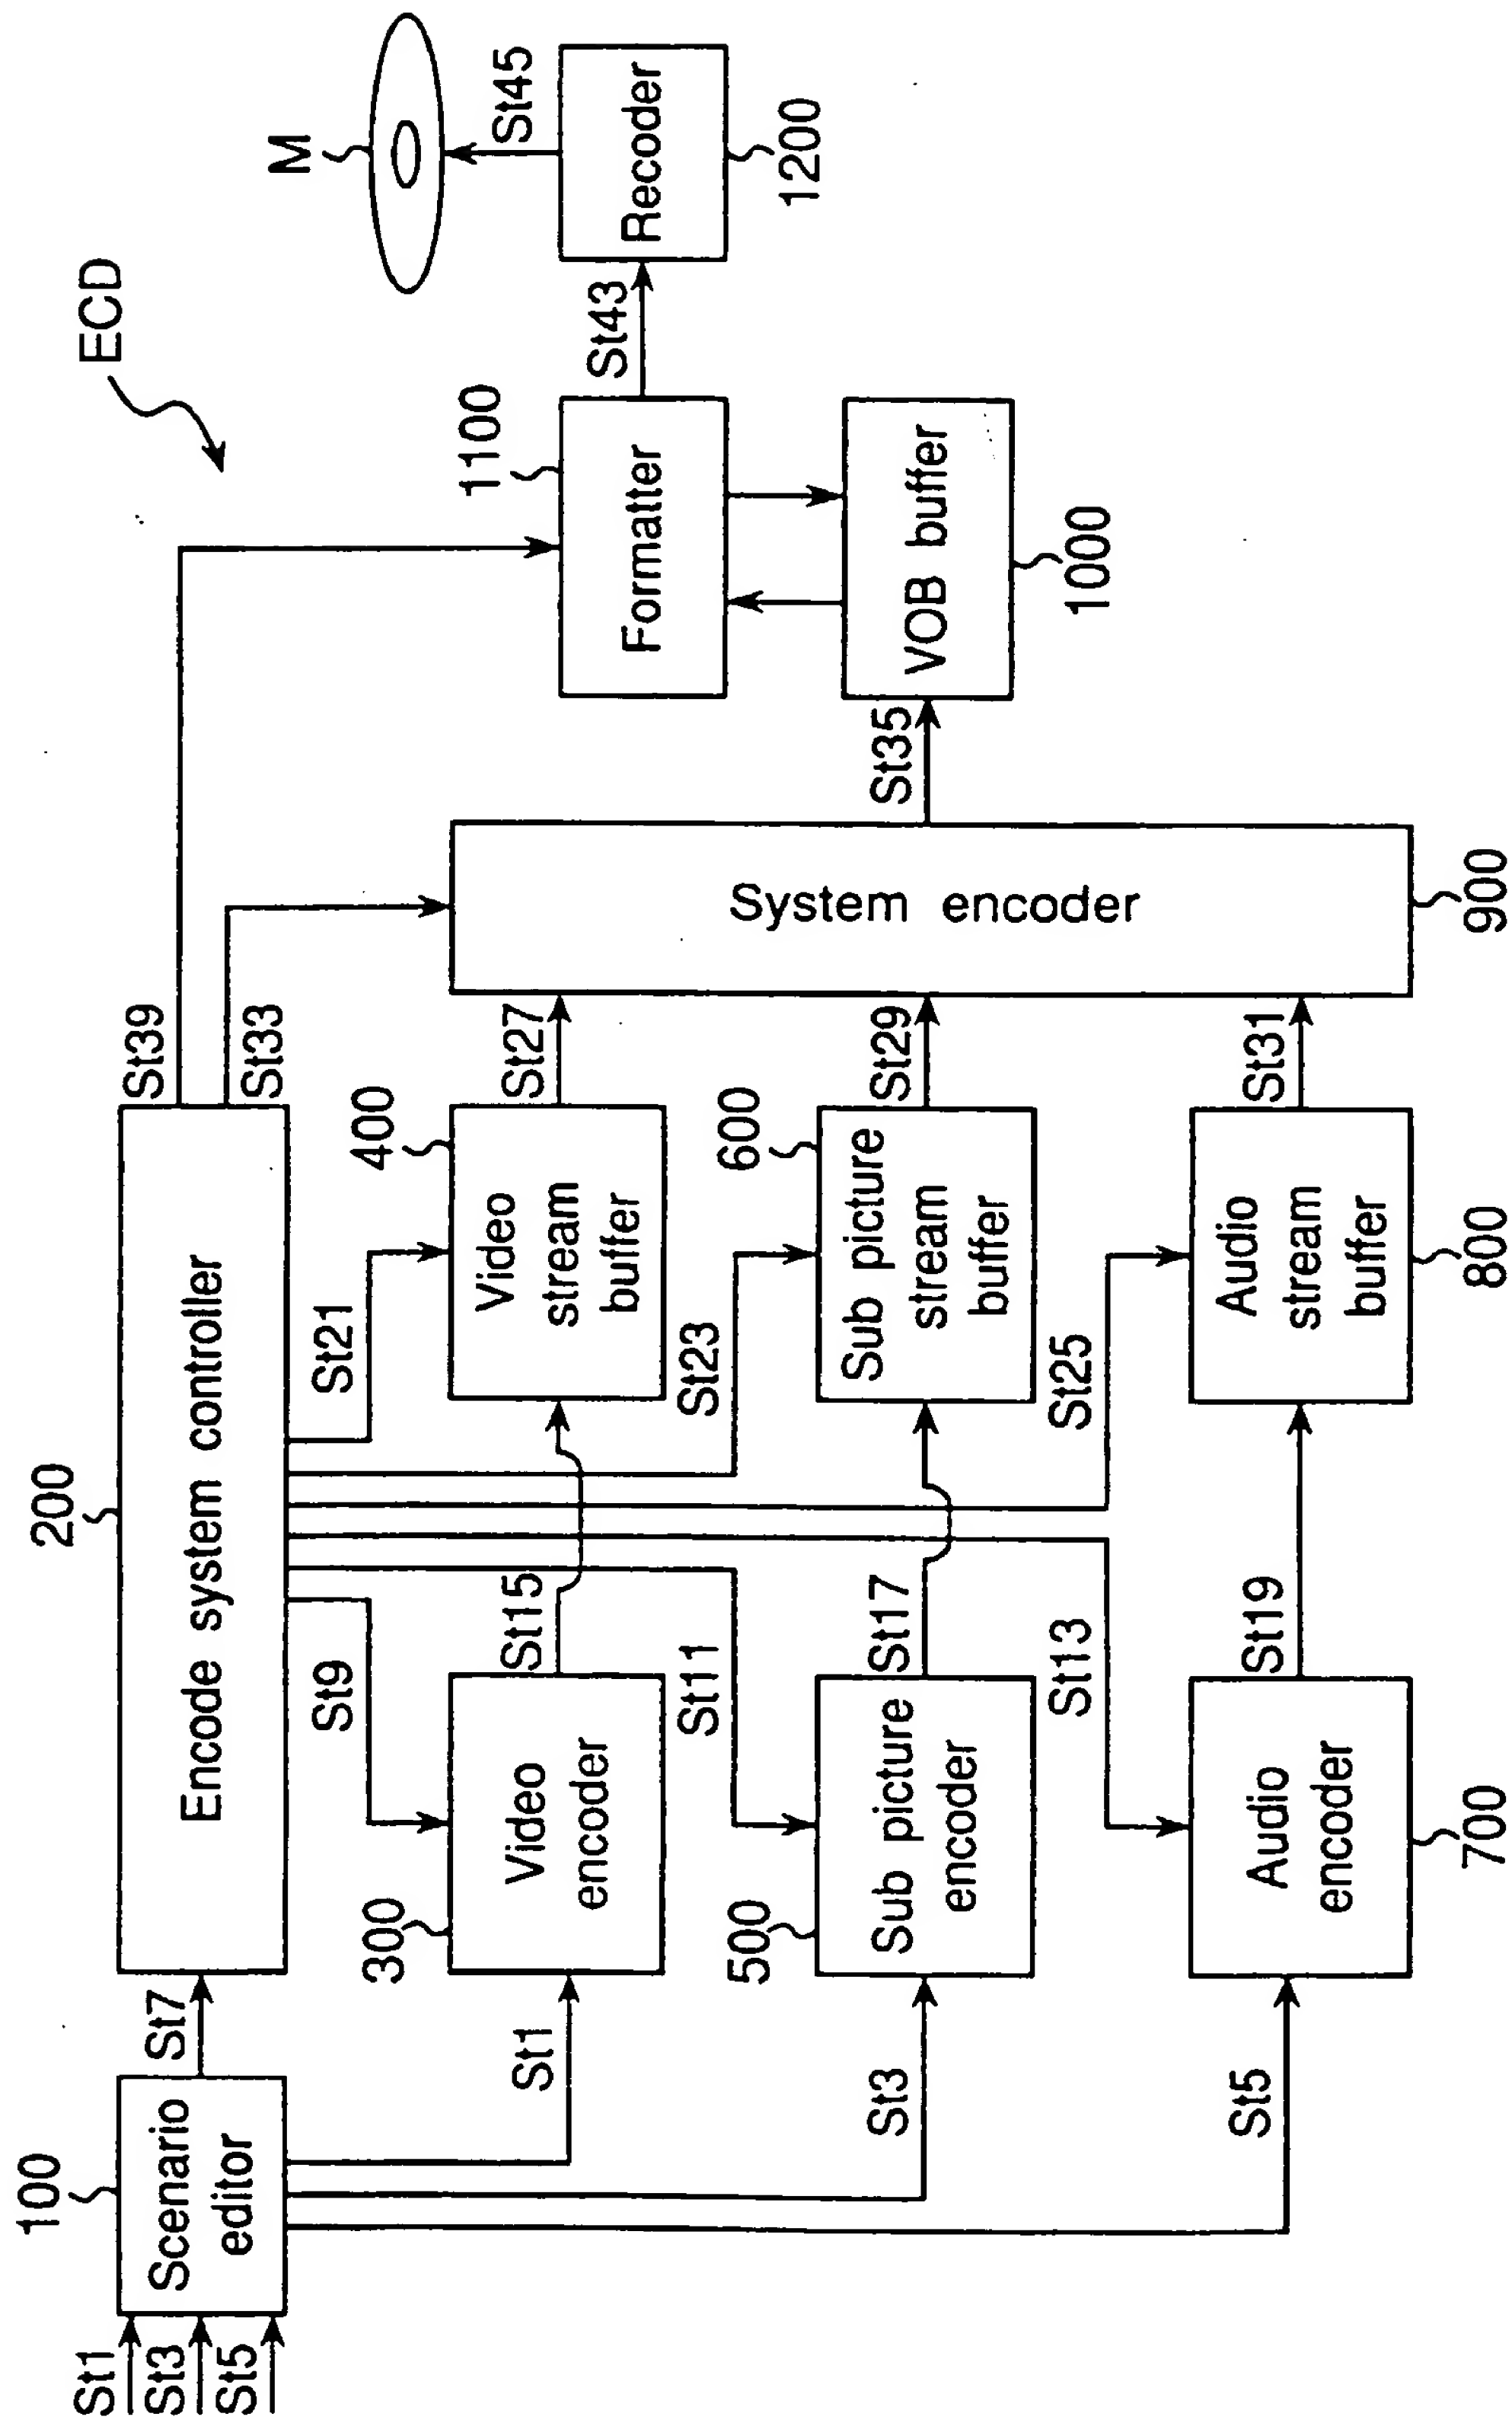 ECD
M
St45
Recoder
1200
St43
1100
Formatter
VOB buffer
1000
St35
System encoder
900
St39
St33
St27
St29
St31
200
Encode system controller
400
Video
stream
buffer
St21
600
Sub picture
stream
buffer
St23
Audio
stream
buffer
800
St25
St9
St15
300
Video
encoder
St11
St17
500
Sub picture
encoder
St13
St19
Audio
encoder
700
St7
St1
St3
St5
100
Scenario
editor
St1
St3
St5